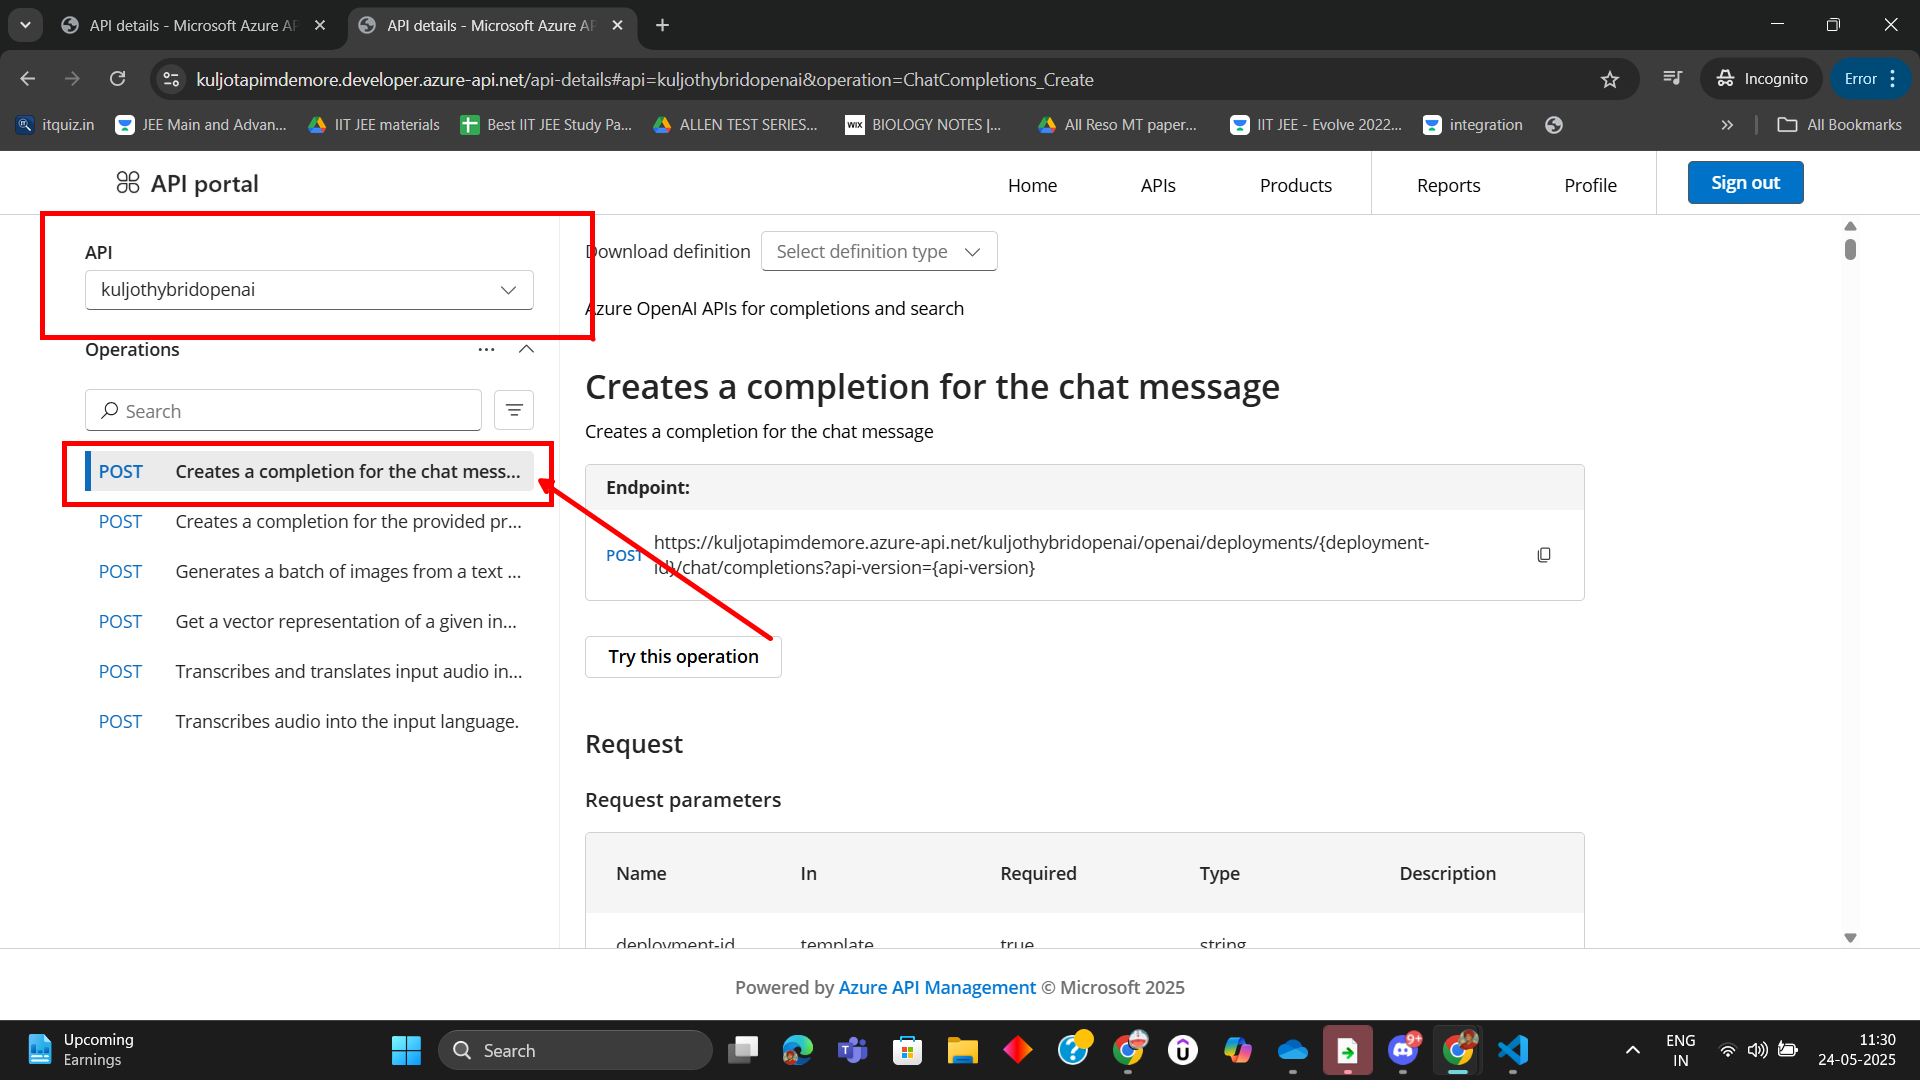 API details - Microsoft Azure AP
API details - Microsoft Azure AP
kuljotapimdemore.developer.azure-api.net/api-details#api=kuljothybridopenai&operation=ChatCompletions_Create
Incognito
Error
itquiz.in
JEE Main and Advan...
IIT JEE materials
Best IIT JEE Study Pa...
ALLEN TEST SERIES...
WIX
BIOLOGY NOTES |...
All Reso MT paper...
IIT JEE - Evolve 2022...
integration
All Bookmarks
API portal
Home
APIs
Products
Reports
Profile
Sign out
API
kuljothybridopenai
Operations
Search
POST Creates a completion for the chat mess...
POST Creates a completion for the provided pr...
POST Generates a batch of images from a text ...
POST Get a vector representation of a given in...
POST Transcribes and translates input audio in...
POST Transcribes audio into the input language.
Download definition
Select definition type
Azure OpenAI APIs for completions and search
Creates a completion for the chat message
Creates a completion for the chat message
Endpoint:
POST
https://kuljotapimdemore.azure-api.net/kuljothybridopenai/openai/deployments/{deployment-
id}/chat/completions?api-version={api-version}
Try this operation
Request
Request parameters
Name In Required Type Description
deployment-id template true string
Powered by Azure API Management © Microsoft 2025
Upcoming
Earnings
Search
9+
ENG
IN
11:30
24-05-2025